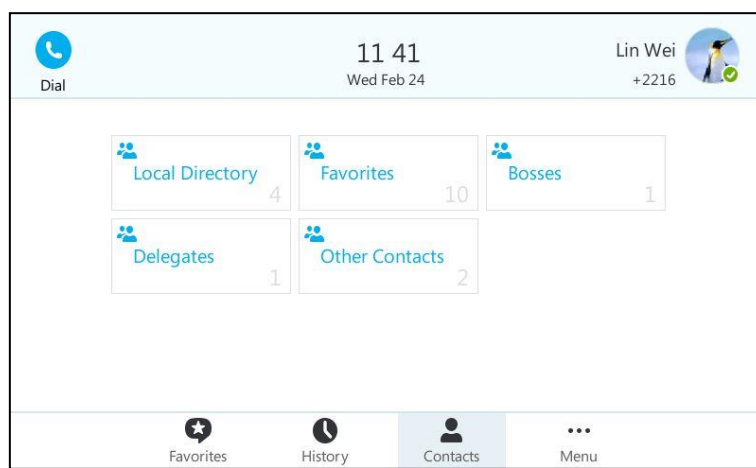 Dial
11 41
Wed Feb 24
Lin Wei
+2216
Local Directory
4
Favorites
10
Bosses
1
Delegates
1
Other Contacts
2
Favorites
History
Contacts
Menu